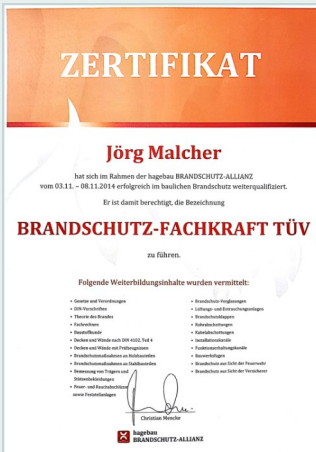 ZERTIFIKAT
Jörg Malcher
hat sich im Rahmen der hagebau BRANDSCHUTZ-ALLIANZ
vom 03.11. – 08.11.2014 erfolgreich im baulichen Brandschutz weiterqualifiziert.
Er ist damit berechtigt, die Bezeichnung
BRANDSCHUTZ-FACHKRAFT TÜV
zu führen.
Folgende Weiterbildungsinhalte wurden vermittelt:
• Gesetze und Verordnungen
• DIN-Vorschriften
• Theorie des Brandes
• Fachrechnen
• Baustoffkunde
• Decken und Wände nach DIN 4102, Teil 4
• Decken und Wände mit Prüfzeugnissen
• Brandschutzmaßnahmen an Holzbauteilen
• Brandschutzmaßnahmen an Stahlbauteilen
• Bemessung von Trägern und
Stützenbekleidungen
• Feuer- und Rauchabschlüsse
sowie Feststellanlagen
• Brandschutz-Verglasungen
• Lüftungs- und Entrauchungsanlagen
• Brandschutzklappen
• Rohrabschottungen
• Kabelabschottungen
• Installationskanäle
• Funktionserhaltungskanäle
• Bauwerksfugen
• Brandschutz aus Sicht der Feuerwehr
• Brandschutz aus Sicht der Versicherer
Christian Mencke
hagebau
BRANDSCHUTZ-ALLIANZ